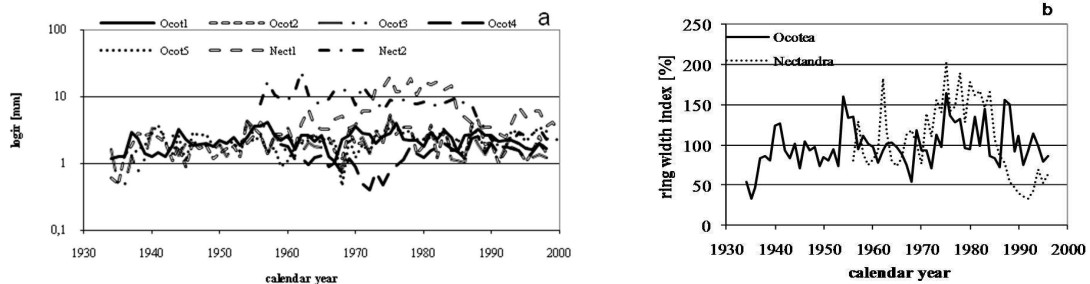 a
Ocot1 Ocot2 Ocot3 Ocot4
Ocot5 Nect1 Nect2
logir [mm]
100
10
1
0,1
1930 1940 1950 1960 1970 1980 1990 2000
calendar year
b
Ocotea
Nectandra
ring width index [%]
250
200
150
100
50
0
1930 1940 1950 1960 1970 1980 1990 2000
calendar year